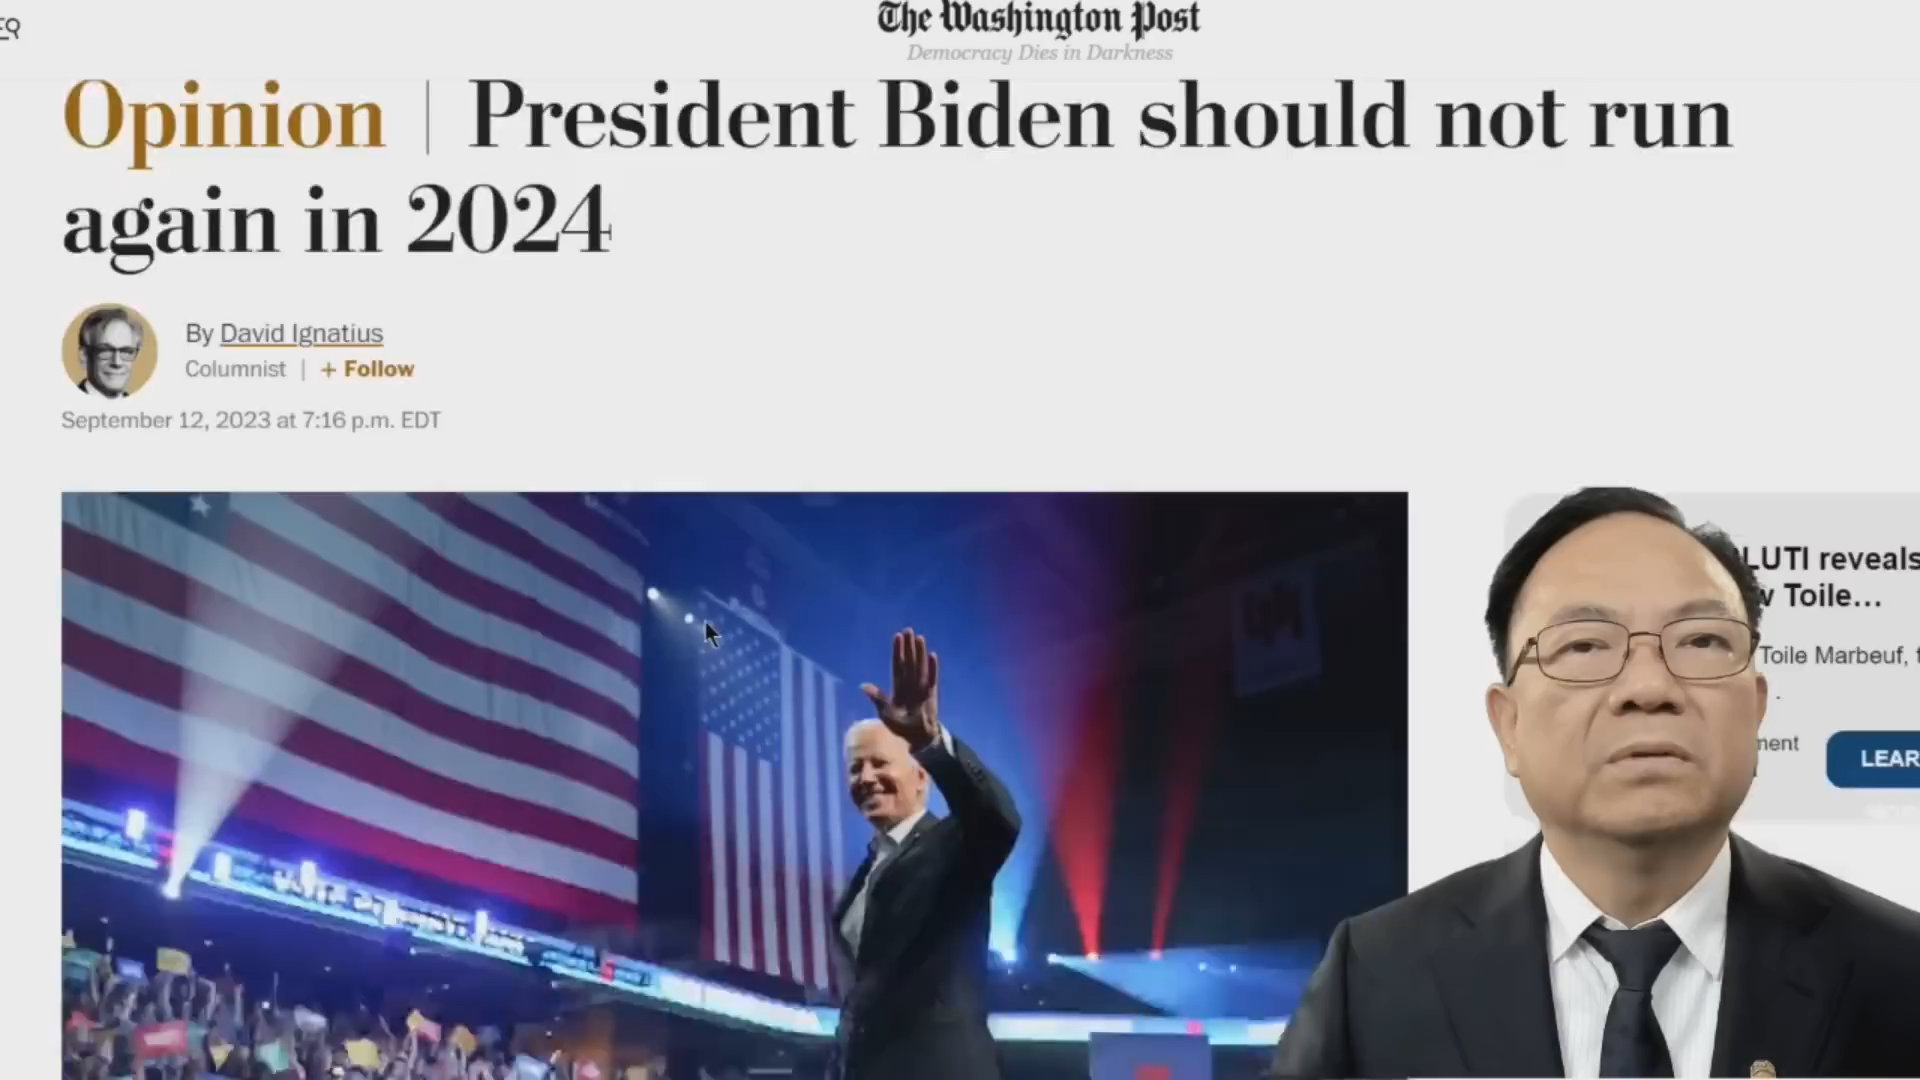 The Washington Post
Democracy Dies in Darkness
Opinion | President Biden should not run
again in 2024
By David Ignatius
Columnist | + Follow
September 12, 2023 at 7:16 p.m. EDT
LUTI reveals
Toile...
Toile Marbeuf,
LEAR